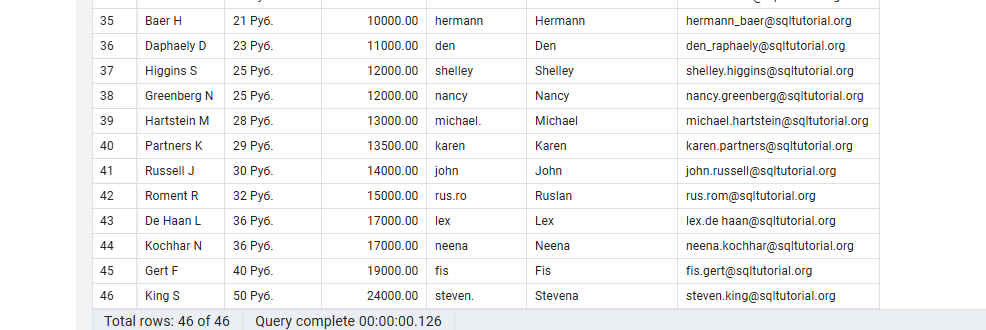 35 Baer H 21 Руб. 10000.00 hermann Hermann hermann_baer@sqltutorial.org
36 Daphaely D 23 Руб. 11000.00 den Den den_raphaely@sqltutorial.org
37 Higgins S 25 Руб. 12000.00 shelley Shelley shelley.higgins@sqltutorial.org
38 Greenberg N 25 Руб. 12000.00 nancy Nancy nancy.greenberg@sqltutorial.org
39 Hartstein M 28 Руб. 13000.00 michael. Michael michael.hartstein@sqltutorial.org
40 Partners K 29 Руб. 13500.00 karen Karen karen.partners@sqltutorial.org
41 Russell J 30 Руб. 14000.00 john John john.russell@sqltutorial.org
42 Roment R 32 Руб. 15000.00 rus.ro Ruslan rus.rom@sqltutorial.org
43 De Haan L 36 Руб. 17000.00 lex Lex lex.de haan@sqltutorial.org
44 Kochhar N 36 Руб. 17000.00 neena Neena neena.kochhar@sqltutorial.org
45 Gert F 40 Руб. 19000.00 fis Fis fis.gert@sqltutorial.org
46 King S 50 Руб. 24000.00 steven. Stevena steven.king@sqltutorial.org
Total rows: 46 of 46 Query complete 00:00:00.126